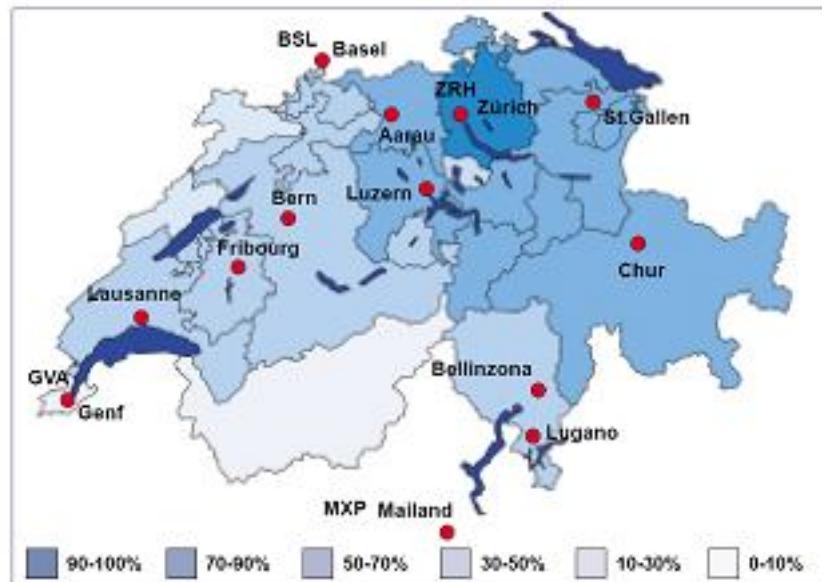 BSL
Basel
ZRH
Zürich
Aarau
St.Gallen
Luzern
Bern
Fribourg
Chur
Lausanne
GVA
Genf
Bellinzona
Lugano
MXP Mailand
90-100% 70-90% 50-70% 30-50% 10-30% 0-10%